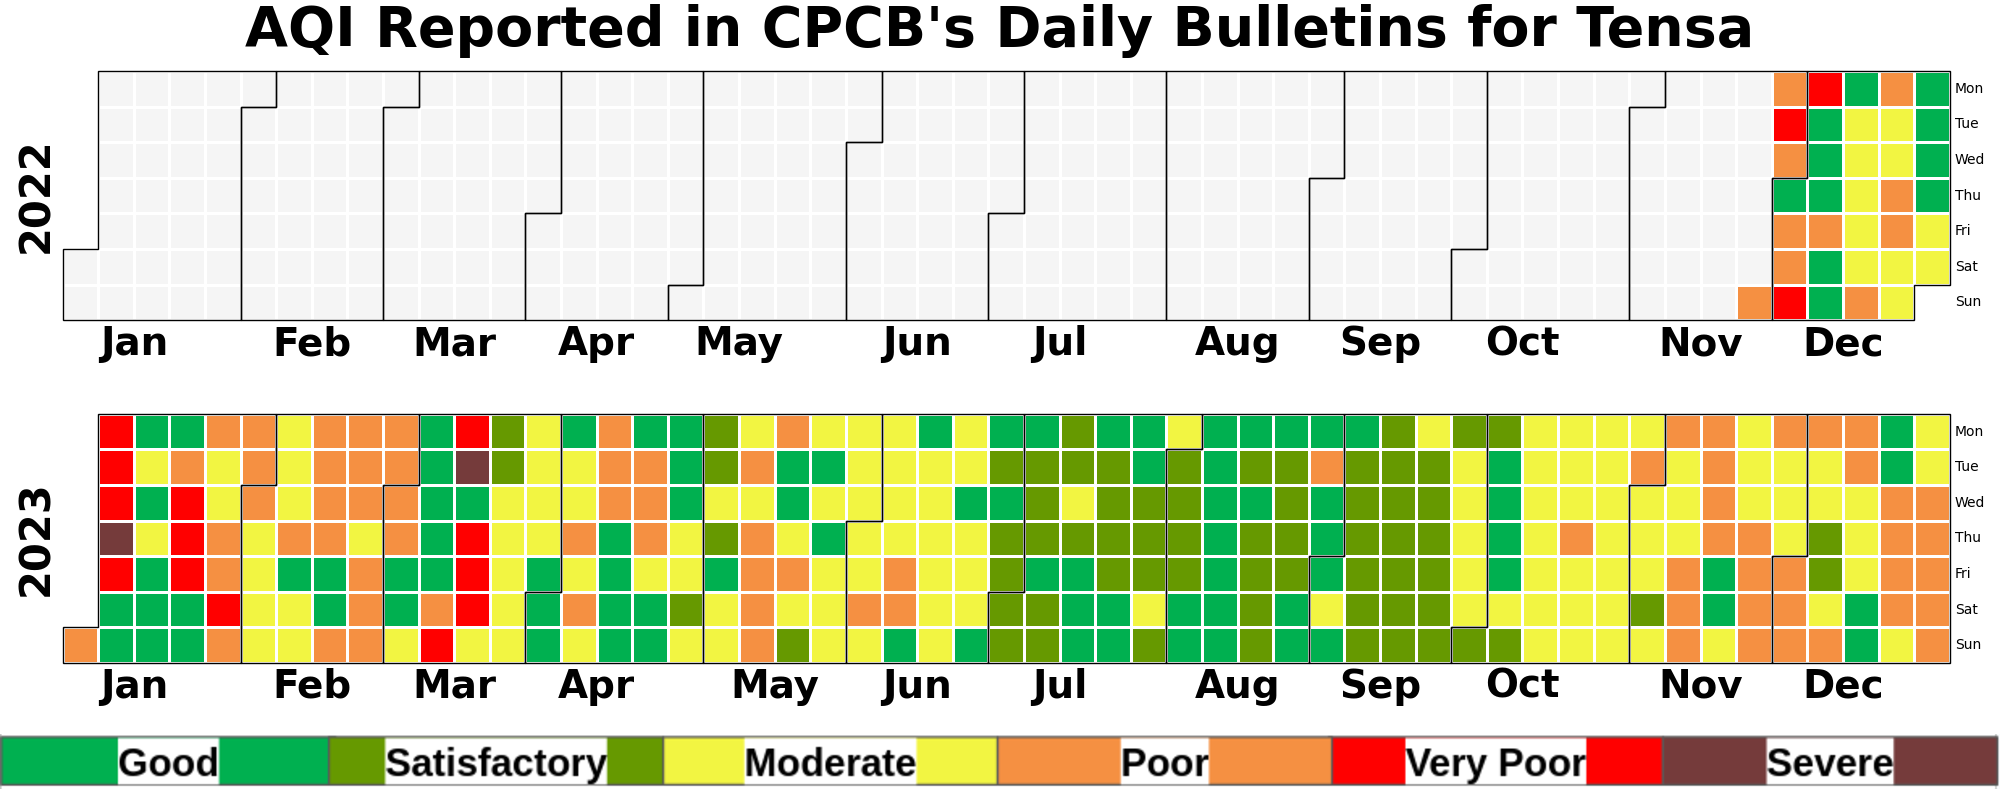 AQI Reported in CPCB's Daily Bulletins for Tensa
2022
Mon
Tue
Wed
Thu
Fri
Sat
Sun
Jan Feb Mar Apr May Jun Jul Aug Sep Oct Nov Dec
2023
Mon
Tue
Wed
Thu
Fri
Sat
Sun
Jan Feb Mar Apr May Jun Jul Aug Sep Oct Nov Dec
Good Satisfactory Moderate Poor Very Poor Severe